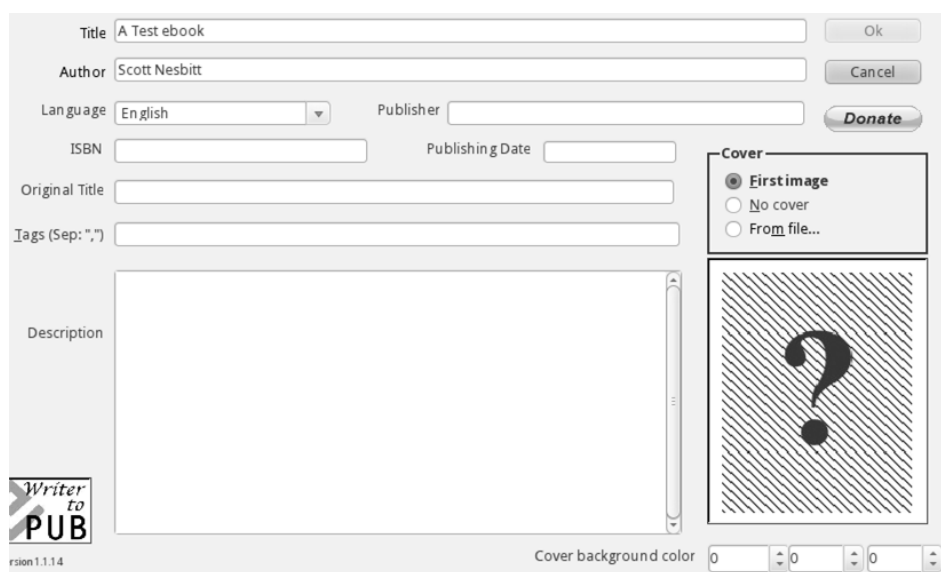 Title A Test ebook Ok
Author Scott Nesbitt Cancel
Language English Publisher Donate
ISBN Publishing Date
Cover
First image
Original Title
No cover
Tags (Sep: ",")
From file...
Description
?
Writer
to
PUB
rsion 1.1.14
Cover background color 0 0 0